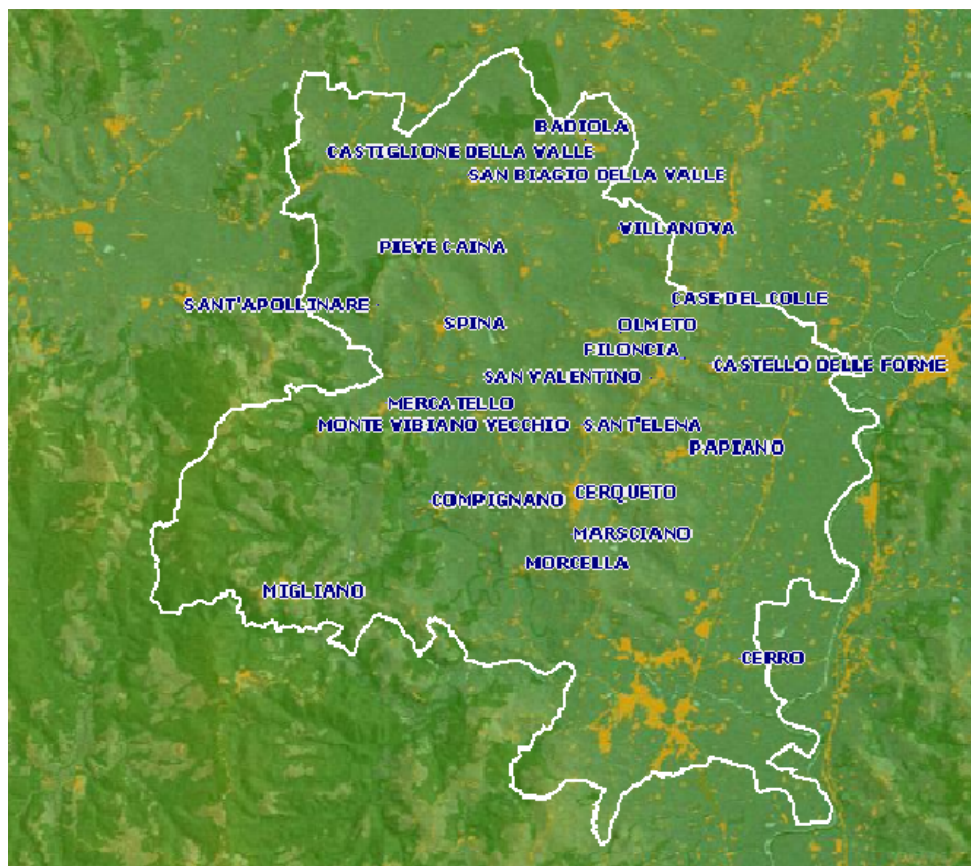 BADIOLA
CASTIGLIONE DELLA VALLE
SAN BIAGIO DELLA VALLE
VILLANOVA
PIEVE CAINA
CASE DEL COLLE
SANT'APOLLINARE
SPINA
OLMETO
PILONCIA
CASTELLO DELLE FORME
SAN VALENTINO
MERCATELLO
MONTE VIBIANO VECCHIO
SANT'ELENA
PAPIANO
CERQUETO
COMPIGNANO
MARSCIANO
MORCELLA
MIGLIANO
CERRO